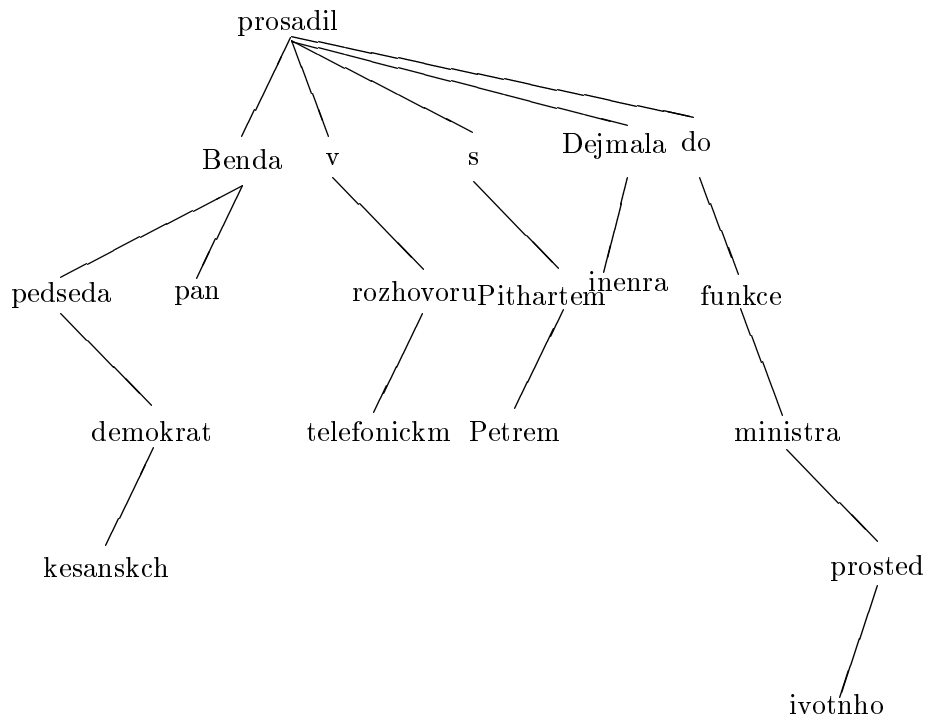 prosadil
Benda v s Dejmala do
pedseda pan rozhovoru Pithartem inenra funkce
demokrat telefonickm Petrem ministra
kesanskch prosted
ivotnho